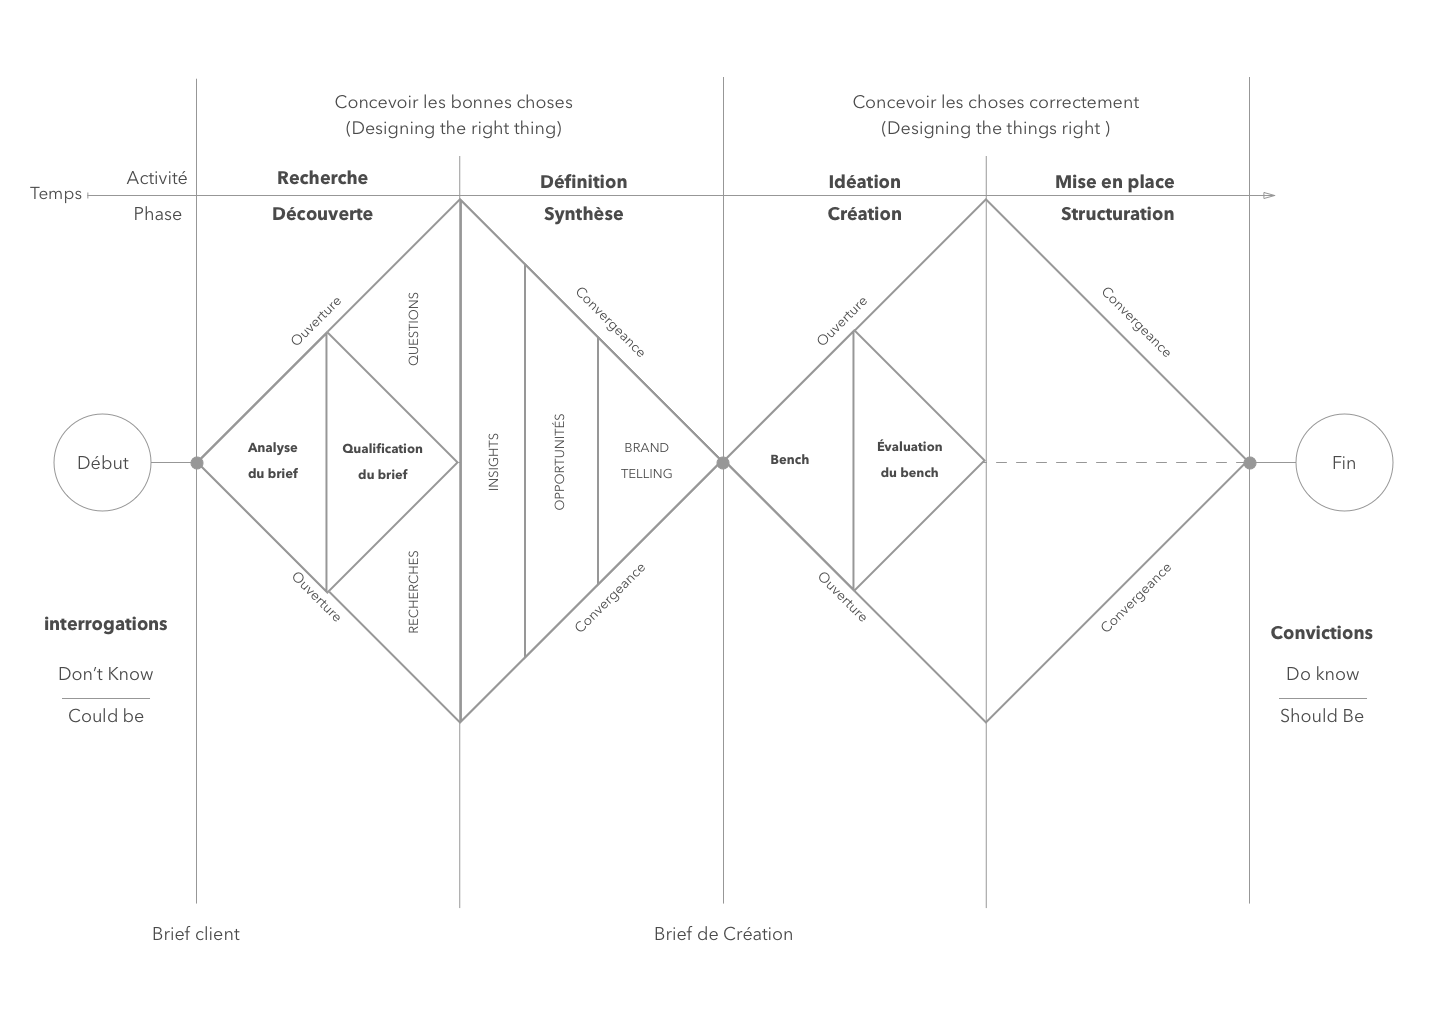 Concevoir les bonnes choses
(Designing the right thing)
Concevoir les choses correctement
(Designing the things right )
Temps
Activité
Phase
Recherche
Découverte
Définition
Synthèse
Idéation
Création
Mise en place
Structuration
Ouverture
QUESTIONS
Convergeance
Ouverture
Convergeance
Début
Analyse
du brief
Qualification
du brief
INSIGHTS
OPPORTUNITÉS
BRAND
TELLING
Bench
Évaluation
du bench
Fin
Ouverture
RECHERCHES
Convergeance
Ouverture
Convergeance
interrogations
Don’t Know
Could be
Convictions
Do know
Should Be
Brief client
Brief de Création